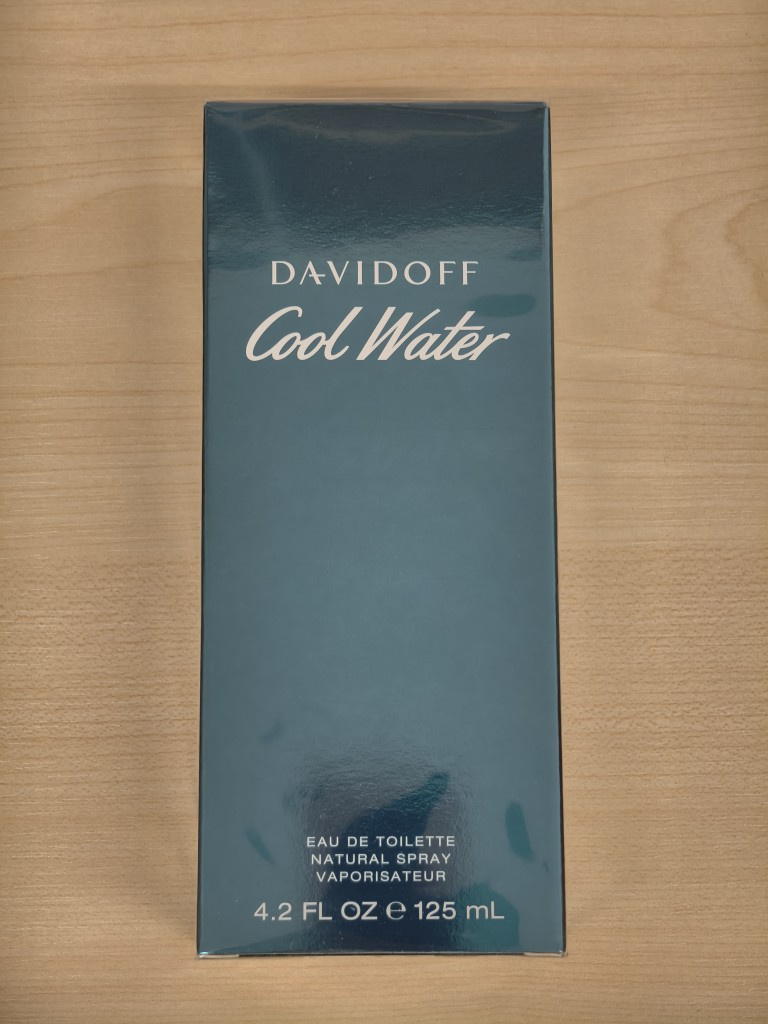 DAVIDOFF
Cool Water
EAU DE TOILETTE
NATURAL SPRAY
VAPORISATEUR
4.2 FL OZ ℮ 125 mL